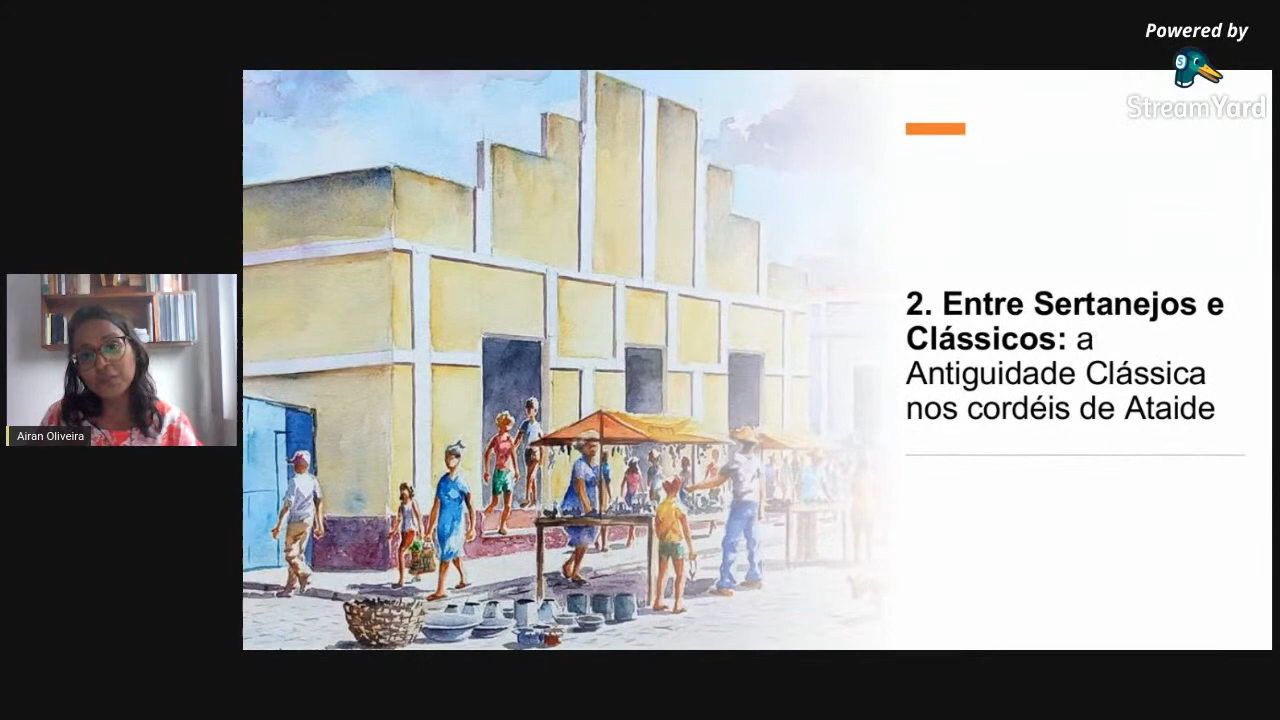 Powered by
StreamYard
2. Entre Sertanejos e
Clássicos: a
Antiguidade Clássica
nos cordéis de Ataide
Airan Oliveira